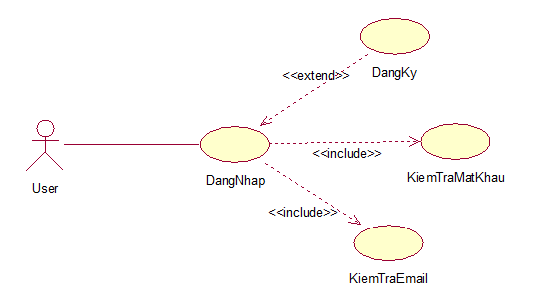 <<extend>>
DangKy
<<include>>
User
DangNhap
KiemTraMatKhau
<<include>>
KiemTraEmail